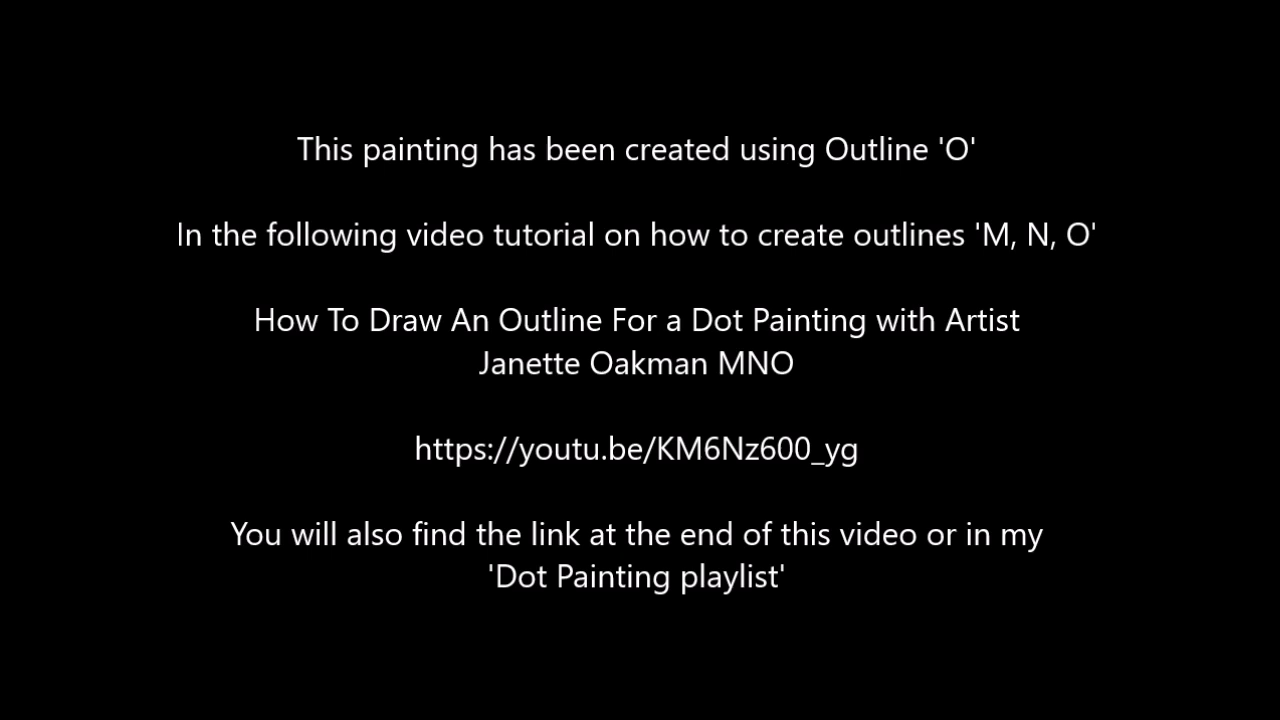 This painting has been created using Outline 'O'
In the following video tutorial on how to create outlines 'M, N, O'
How To Draw An Outline For a Dot Painting with Artist
Janette Oakman MNO
https://youtu.be/KM6Nz600_yg
You will also find the link at the end of this video or in my
'Dot Painting playlist'